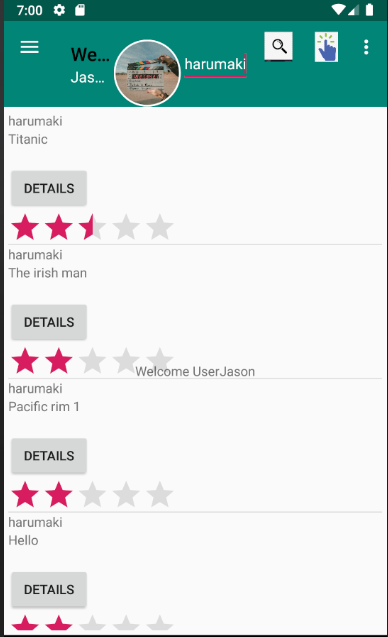 7:00
We...
Jas...
harumaki
harumaki
Titanic
DETAILS
harumaki
The irish man
DETAILS
Welcome UserJason
harumaki
Pacific rim 1
DETAILS
harumaki
Hello
DETAILS